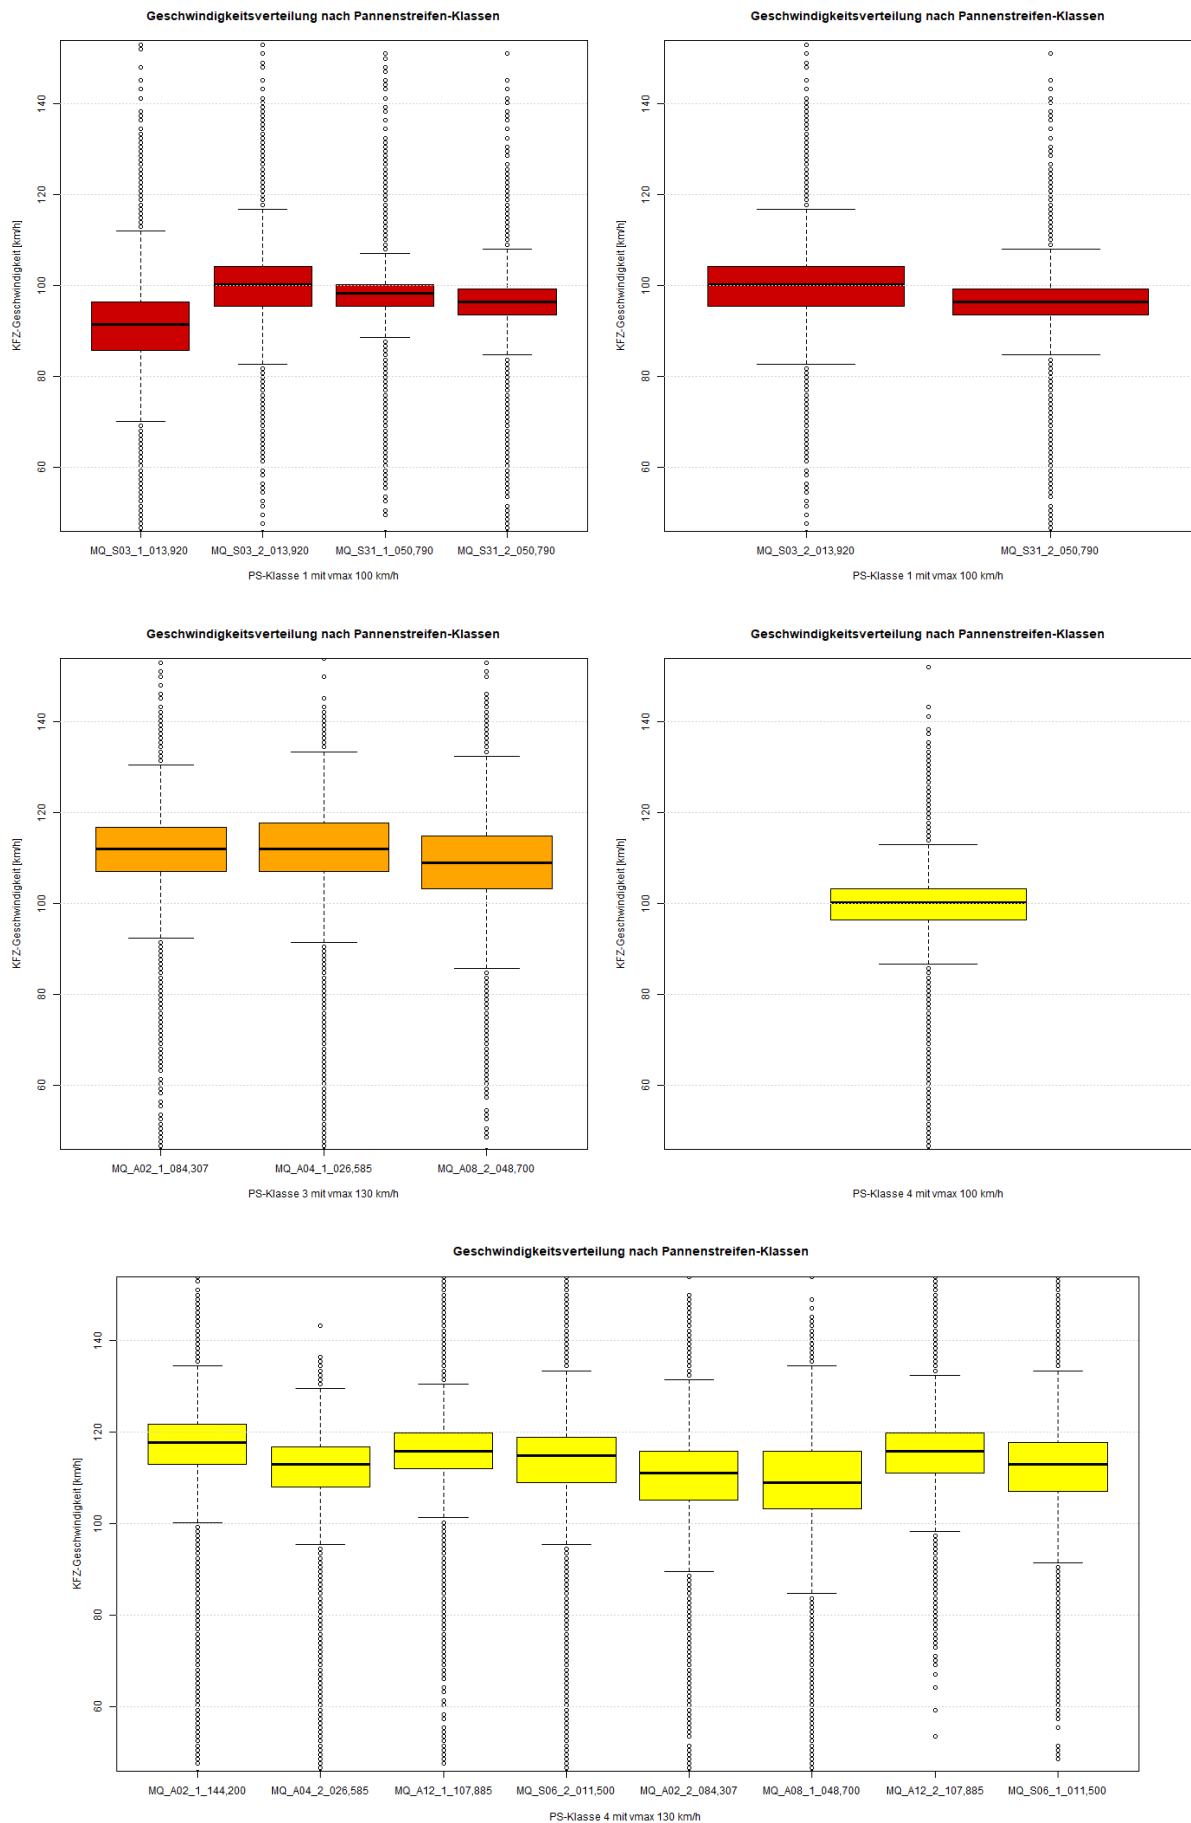 Geschwindigkeitsverteilung nach Pannenstreifen-Klassen
KFZ-Geschwindigkeit [km/h]
140
120
100
80
60
MQ_S03_1_013,920 MQ_S03_2_013,920 MQ_S31_1_050,790 MQ_S31_2_050,790
PS-Klasse 1 mit vmax 100 km/h
Geschwindigkeitsverteilung nach Pannenstreifen-Klassen
KFZ-Geschwindigkeit [km/h]
140
120
100
80
60
MQ_S03_2_013,920 MQ_S31_2_050,790
PS-Klasse 1 mit vmax 100 km/h
Geschwindigkeitsverteilung nach Pannenstreifen-Klassen
KFZ-Geschwindigkeit [km/h]
140
120
100
80
60
MQ_A02_1_084,307 MQ_A04_1_026,585 MQ_A08_2_048,700
PS-Klasse 3 mit vmax 130 km/h
Geschwindigkeitsverteilung nach Pannenstreifen-Klassen
KFZ-Geschwindigkeit [km/h]
140
120
100
80
60
PS-Klasse 4 mit vmax 100 km/h
Geschwindigkeitsverteilung nach Pannenstreifen-Klassen
KFZ-Geschwindigkeit [km/h]
140
120
100
80
60
MQ_A02_1_144,200 MQ_A04_2_026,585 MQ_A12_1_107,885 MQ_S06_2_011,500 MQ_A02_2_084,307 MQ_A08_1_048,700 MQ_A12_2_107,885 MQ_S06_1_011,500
PS-Klasse 4 mit vmax 130 km/h